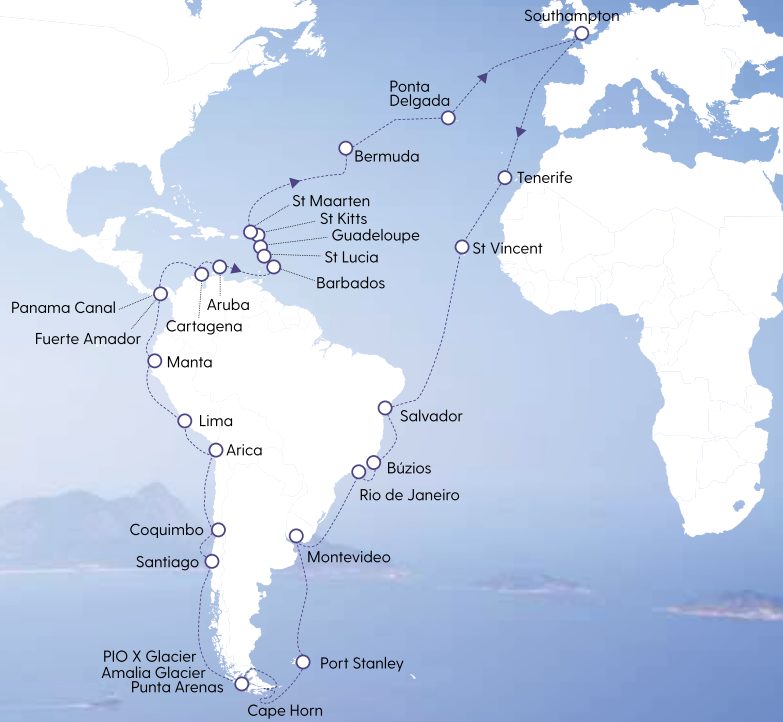 Southampton
Ponta
Delgada
Bermuda
Tenerife
St Maarten
St Kitts
Guadeloupe
St Vincent
St Lucia
Barbados
Aruba
Panama Canal
Cartagena
Fuerte Amador
Manta
Salvador
Lima
Arica
Búzios
Rio de Janeiro
Coquimbo
Montevideo
Santiago
PIO X Glacier
Amalia Glacier
Port Stanley
Punta Arenas
Cape Horn